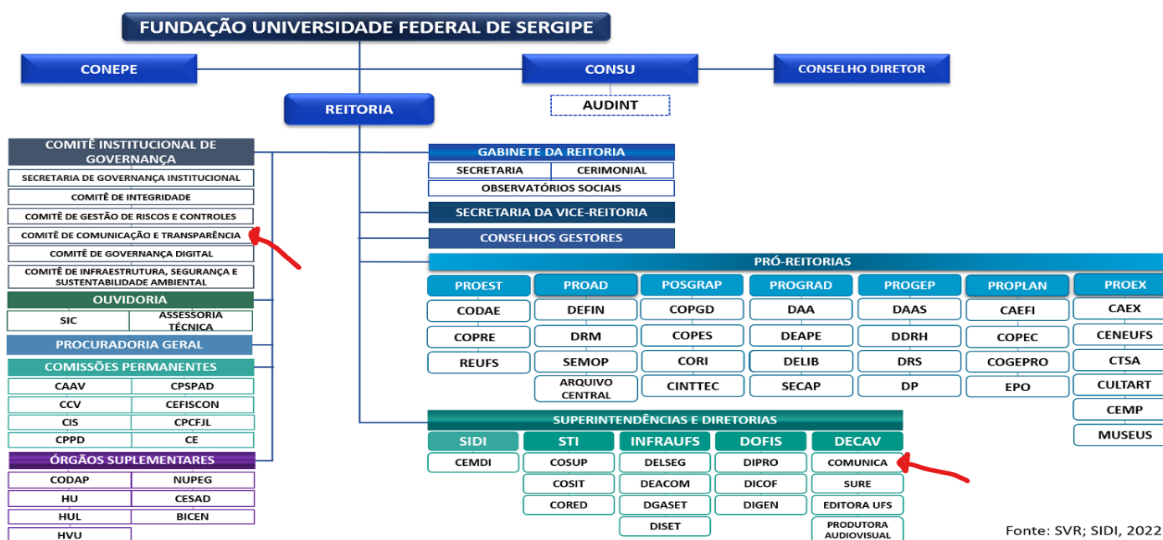 FUNDAÇÃO UNIVERSIDADE FEDERAL DE SERGIPE
CONEPE
CONSU
CONSELHO DIRETOR
AUDINT
REITORIA
COMITÊ INSTITUCIONAL DE
GOVERNANÇA
SECRETARIA DE GOVERNANÇA INSTITUCIONAL
COMITÊ DE INTEGRIDADE
COMITÊ DE GESTÃO DE RISCOS E CONTROLES
COMITÊ DE COMUNICAÇÃO E TRANSPARÊNCIA
COMITÊ DE GOVERNANÇA DIGITAL
COMITÊ DE INFRAESTRUTURA, SEGURANÇA E
SUSTENTABILIDADE AMBIENTAL
OUVIDORIA
SIC
ASSESSORIA
TÉCNICA
PROCURADORIA GERAL
COMISSÕES PERMANENTES
CAAV CPSPAD
CCV CEFISCON
CIS CPCFJL
CPPD CE
ÓRGÃOS SUPLEMENTARES
CODAP NUPEG
HU CESAD
HUL BICEN
HVU
GABINETE DA REITORIA
SECRETARIA CERIMONIAL
OBSERVATÓRIOS SOCIAIS
SECRETARIA DA VICE-REITORIA
CONSELHOS GESTORES
PRÓ-REITORIAS
PROEST
CODAE
COPRE
REUFS
PROAD
DEFIN
DRM
SEMOP
ARQUIVO
CENTRAL
POSGRAP
COPGD
COPES
CORI
CINTTEC
PROGRAD
DAA
DEAPE
DELIB
SECAP
PROGEP
DAAS
DDRH
DRS
DP
PROPLAN
CAEFI
COPEC
COGEPRO
EPO
PROEX
CAEX
CENEUFS
CTSA
CULTART
CEMP
MUSEUS
SUPERINTENDÊNCIAS E DIRETORIAS
SIDI
CEMDI
STI
COSUP
COSIT
CORED
INFRAUFS
DELSEG
DEACOM
DGASET
DISET
DOFIS
DIPRO
DICOF
DIGEN
DECAV
COMUNICA
SURE
EDITORA UFS
PRODUTORA
AUDIOVISUAL
Fonte: SVR; SIDI, 2022